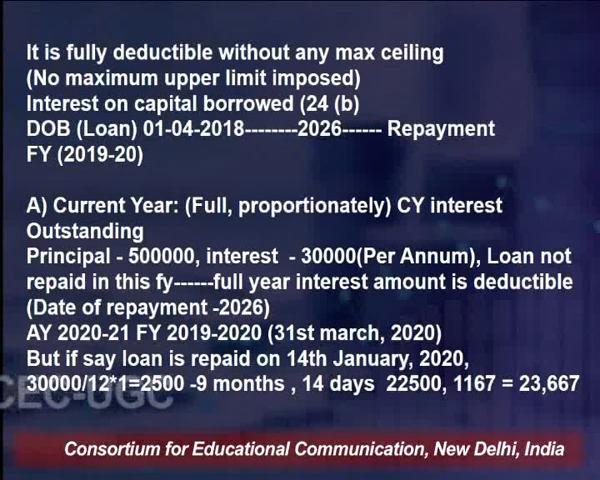 It is fully deductible without any max ceiling
(No maximum upper limit imposed)
Interest on capital borrowed (24 (b)
DOB (Loan) 01-04-2018--------2026------ Repayment
FY (2019-20)
A) Current Year: (Full, proportionately) CY interest
Outstanding
Principal - 500000, interest  - 30000(Per Annum), Loan not
repaid in this fy------full year interest amount is deductible
(Date of repayment -2026)
AY 2020-21 FY 2019-2020 (31st march, 2020)
But if say loan is repaid on 14th January, 2020,
30000/12*1=2500 -9 months , 14 days  22500, 1167 = 23,667
CEC-UGC
Consortium for Educational Communication, New Delhi, India